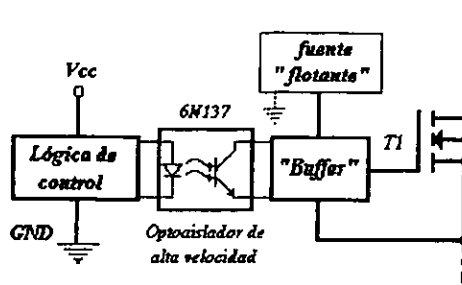 fuente
"flotante"
Vcc
6N137
Lógica de
control
"Buffer"
T1
GND
Optoaislador de
alta velocidad